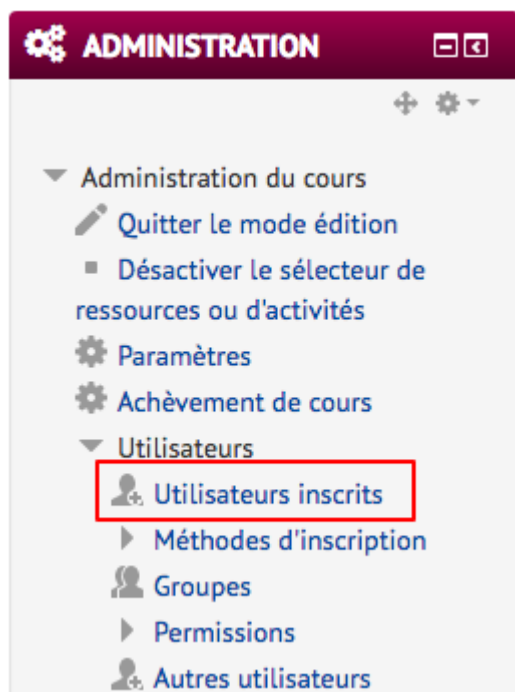 ADMINISTRATION
Administration du cours
Quitter le mode édition
Désactiver le sélecteur de
ressources ou d'activités
Paramètres
Achèvement de cours
Utilisateurs
Utilisateurs inscrits
Méthodes d'inscription
Groupes
Permissions
Autres utilisateurs